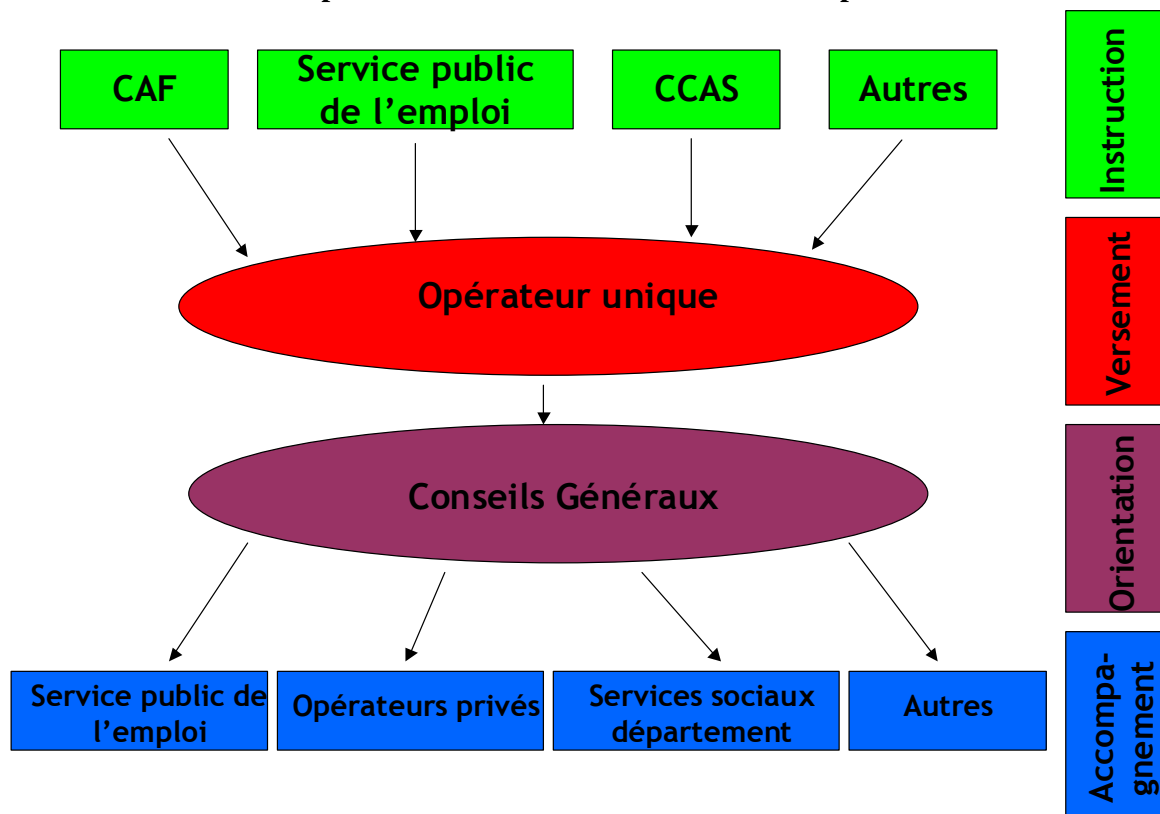 CAF
Service public
de l’emploi
CCAS
Autres
Instruction
Opérateur unique
Versement
Conseils Généraux
Orientation
Service public de
l’emploi
Opérateurs privés
Services sociaux
département
Autres
Accompa-
gnement